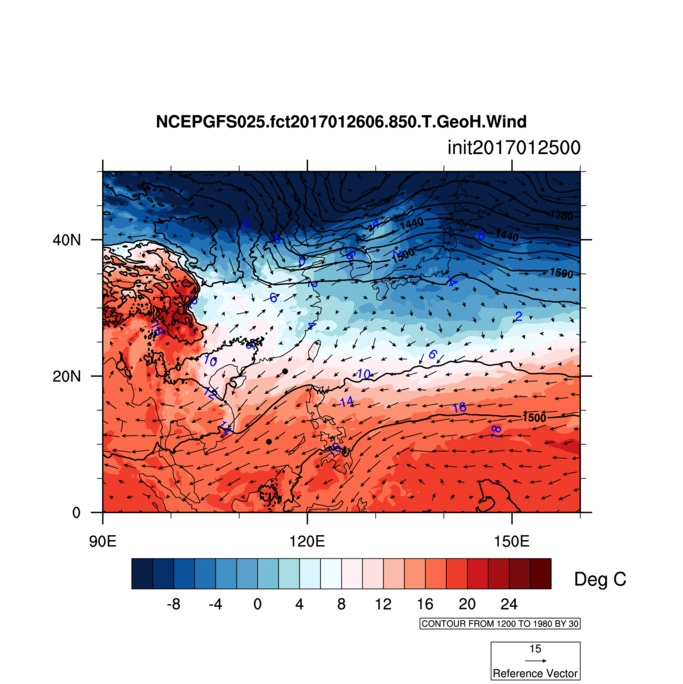 NCEPGFS025.fct2017012606.850.T.GeoH.Wind
init2017012500
1380
1440
1440
40N
1500
1500
6
2
6
10
10
20N
14
16
1500
18
0
90E 120E 150E
-8 -4 0 4 8 12 16 20 24 Deg C
CONTOUR FROM 1200 TO 1980 BY 30
15
Reference Vector